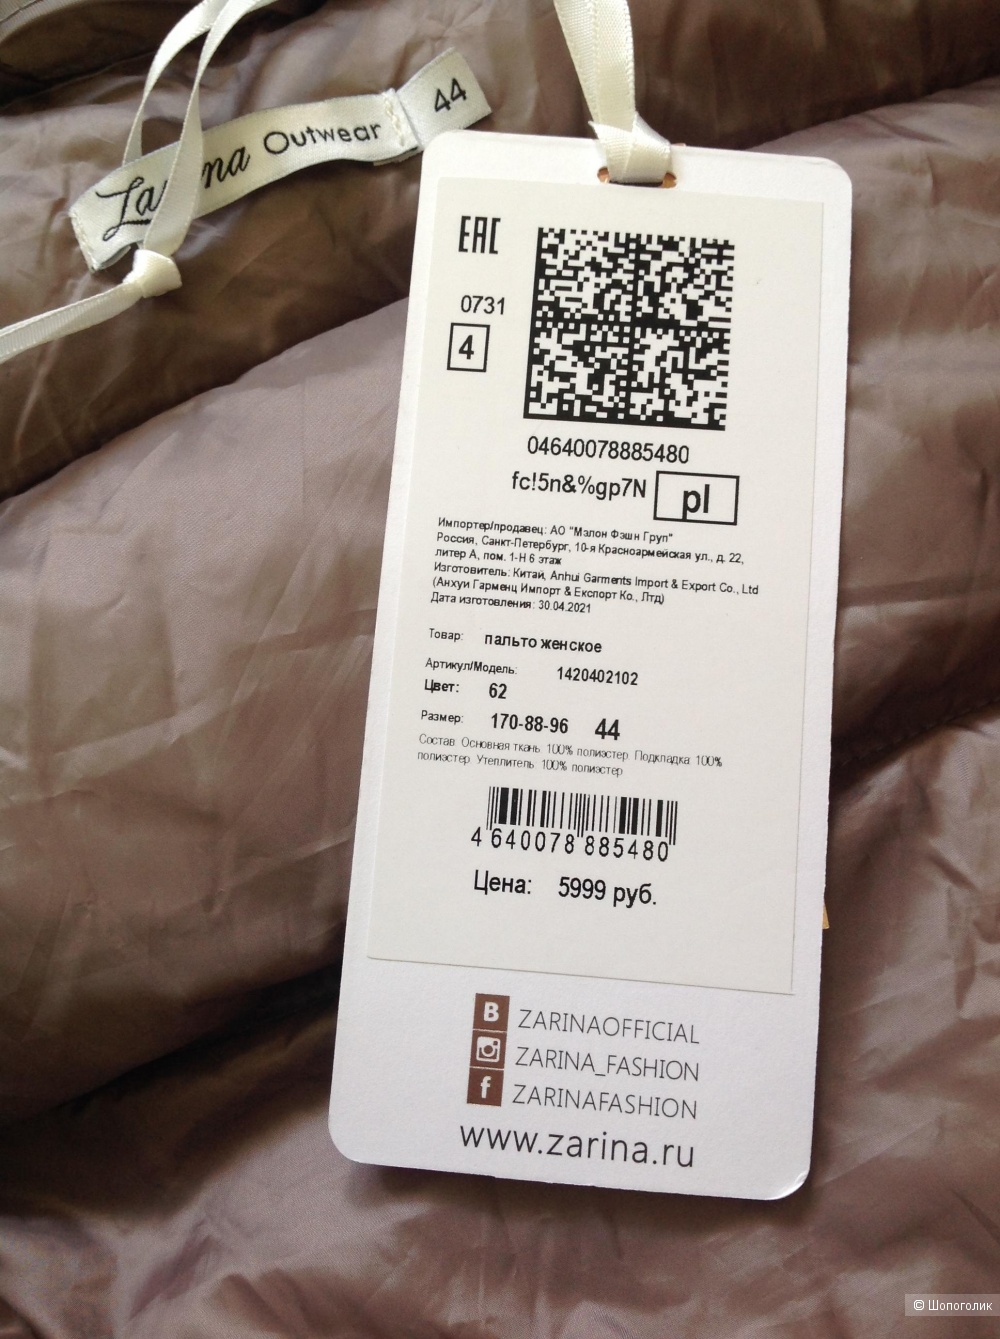 Outwear
44
EAC
0731
4
04640078885480
fc!5n&%gp7N
pl
Импортер/продавец: АО "Мэлон Фэшн Груп"
Россия, Санкт-Петербург, 10-я Красноармейская ул., д. 22,
литер А, пом. 1-Н 6 этаж
Изготовитель: Китай, Anhui Garments Import & Export Co., Ltd
(Анхуи Гарменц Импорт & Експорт Ко., Лтд)
Дата изготовления: 30.04.2021
Товар: пальто женское
Артикул/Модель: 1420402102
Цвет: 62
Размер: 170-88-96 44
Состав: Основная ткань: 100% полиэстер. Подкладка: 100%
полиэстер. Утеплитель: 100% полиэстер
4 640078 885480
Цена: 5999 руб.
B ZARINAOFFICIAL
ZARINA_FASHION
f ZARINAFASHION
www.zarina.ru
© Шопоголик